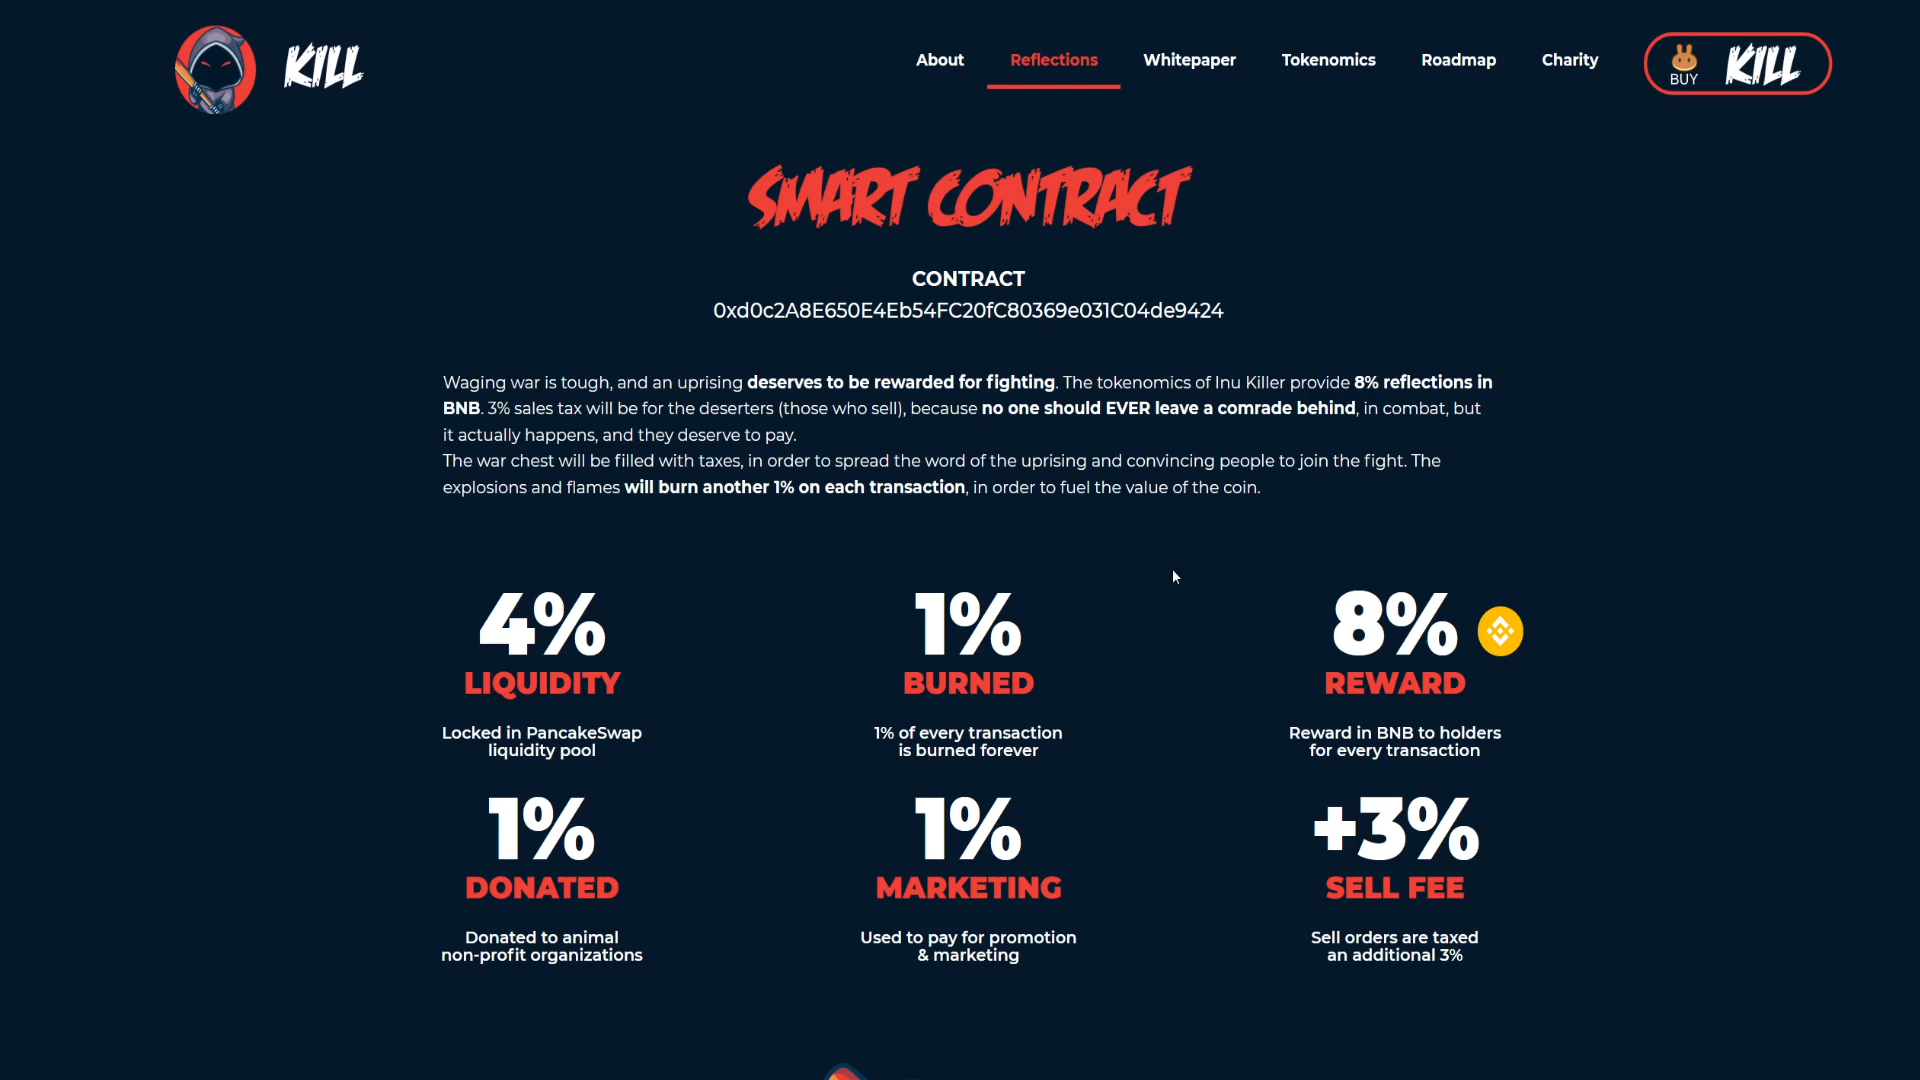 KILL
About Reflections Whitepaper Tokenomics Roadmap Charity
BUY KILL
SMART CONTRACT
CONTRACT
0xd0c2A8E650E4Eb54FC20fC80369e031C04de9424
Waging war is tough, and an uprising deserves to be rewarded for fighting. The tokenomics of Inu Killer provide 8% reflections in
BNB. 3% sales tax will be for the deserters (those who sell), because no one should EVER leave a comrade behind, in combat, but
it actually happens, and they deserve to pay.
The war chest will be filled with taxes, in order to spread the word of the uprising and convincing people to join the fight. The
explosions and flames will burn another 1% on each transaction, in order to fuel the value of the coin.
4%
LIQUIDITY
Locked in PancakeSwap
liquidity pool
1%
BURNED
1% of every transaction
is burned forever
8%
REWARD
Reward in BNB to holders
for every transaction
1%
DONATED
Donated to animal
non-profit organizations
1%
MARKETING
Used to pay for promotion
& marketing
+3%
SELL FEE
Sell orders are taxed
an additional 3%